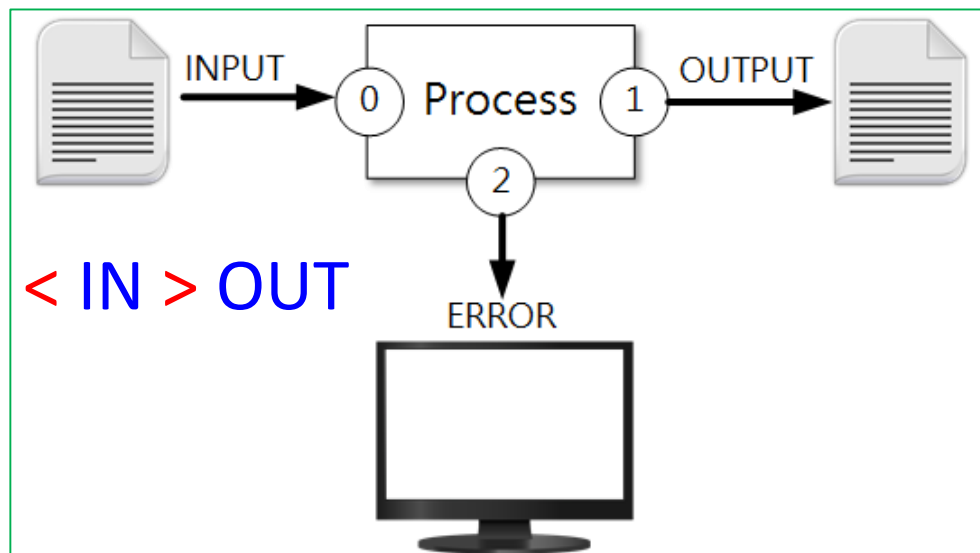 INPUT
0
Process
1
OUTPUT
2
< IN > OUT
ERROR